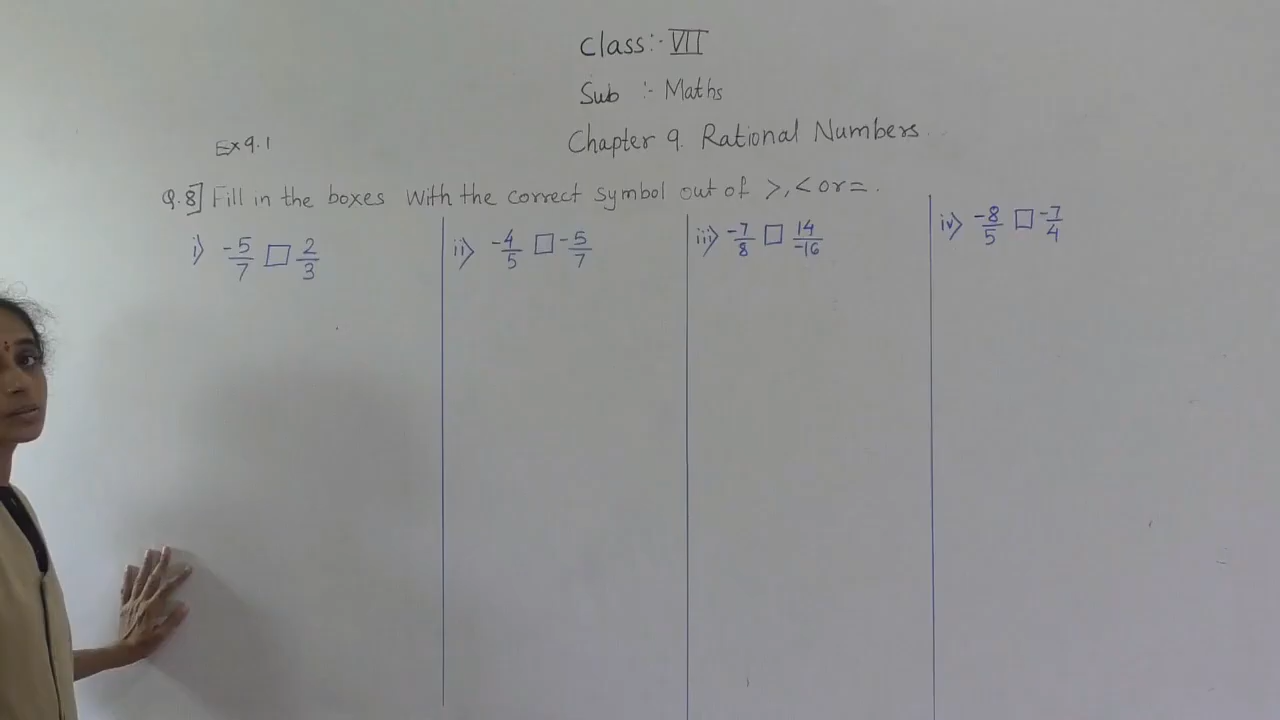 Class:- VII
Sub :- Maths
Chapter 9. Rational Numbers.
Ex 9.1
Q.8] Fill in the boxes with the correct symbol out of >, < or =.
i) -5/7 □ 2/3
ii) -4/5 □ -5/7
iii) -7/8 □ 14/-16
iv) -8/5 □ -7/4